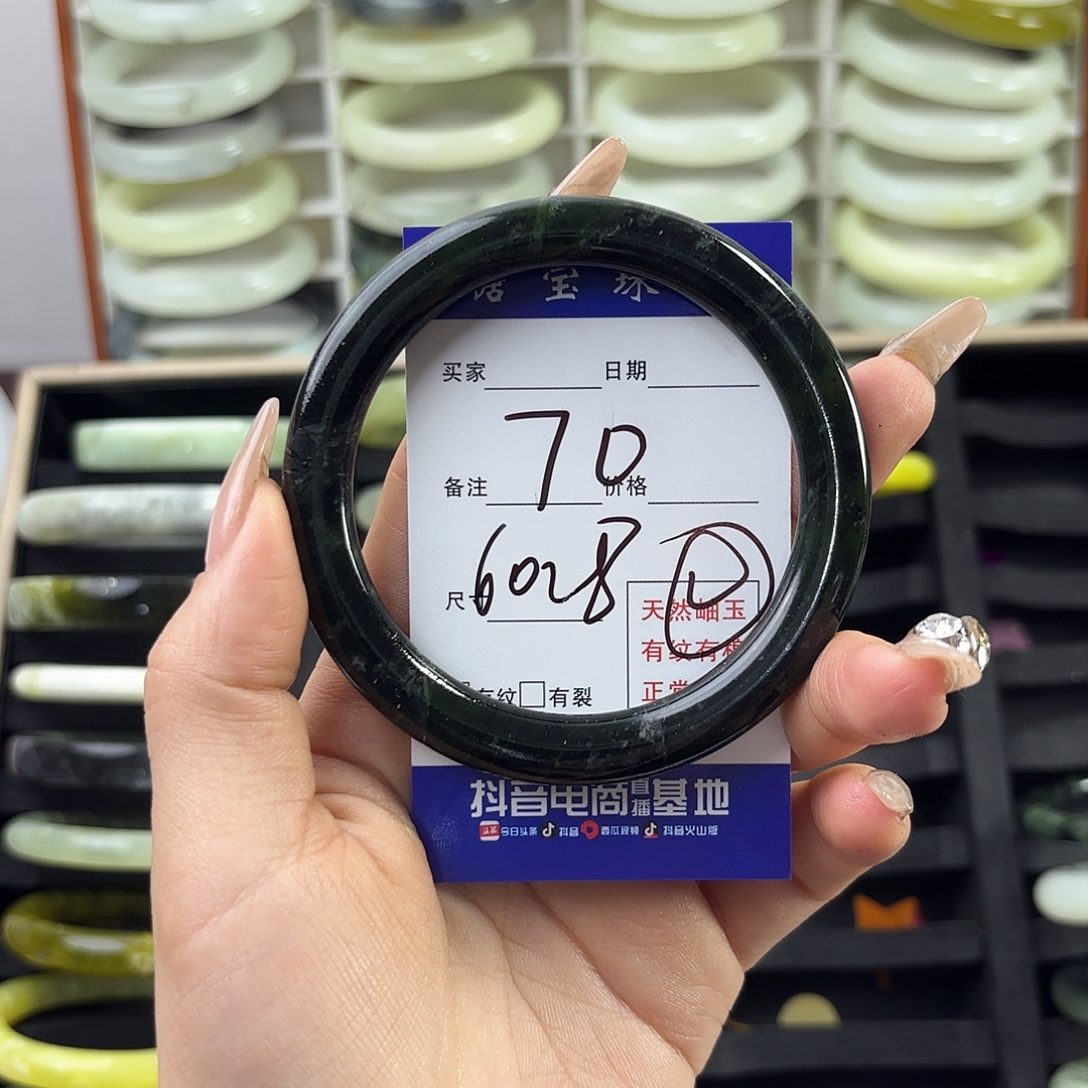 宝珠
买家 日期
70
备注 价格
6028 D
尺
天然岫玉
有纹有棉
正常
有纹 有裂
抖音电商直播基地
今日头条 抖音 西瓜视频 抖音火山版